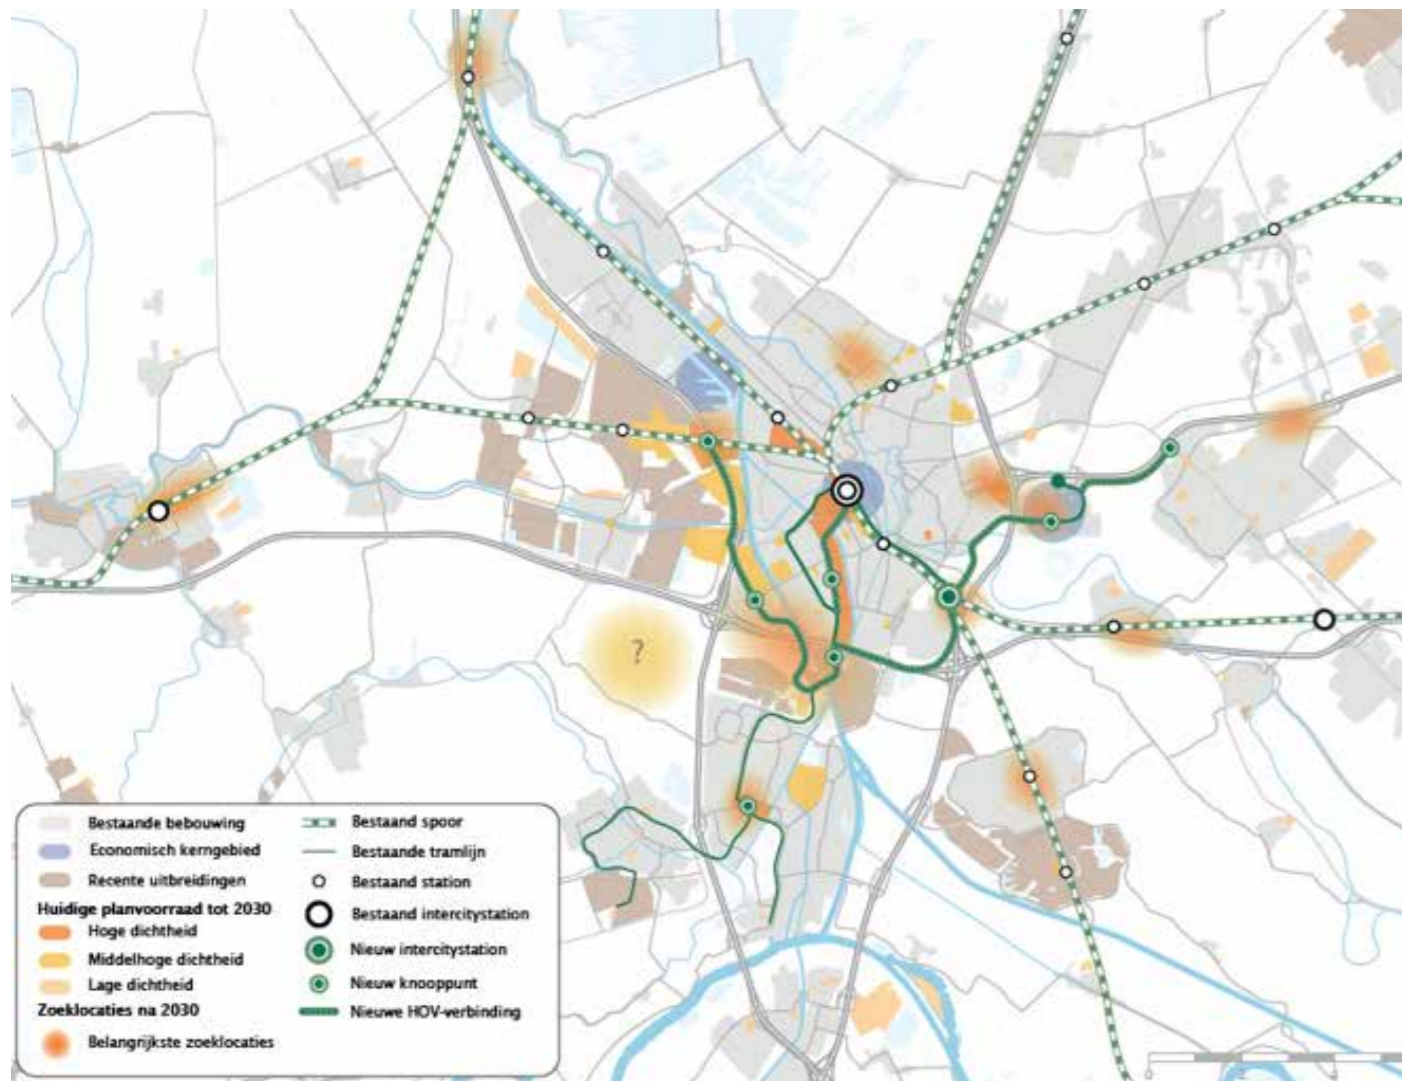 ?
Bestaande bebouwing
Economisch kerngebied
Recente uitbreidingen
Huidige planvoorraad tot 2030
Hoge dichtheid
Middelhoge dichtheid
Lage dichtheid
Zoeklocaties na 2030
Belangrijkste zoeklocaties
Bestaand spoor
Bestaande tramlijn
Bestaand station
Bestaand intercitystation
Nieuw intercitystation
Nieuw knooppunt
Nieuwe HOV-verbinding